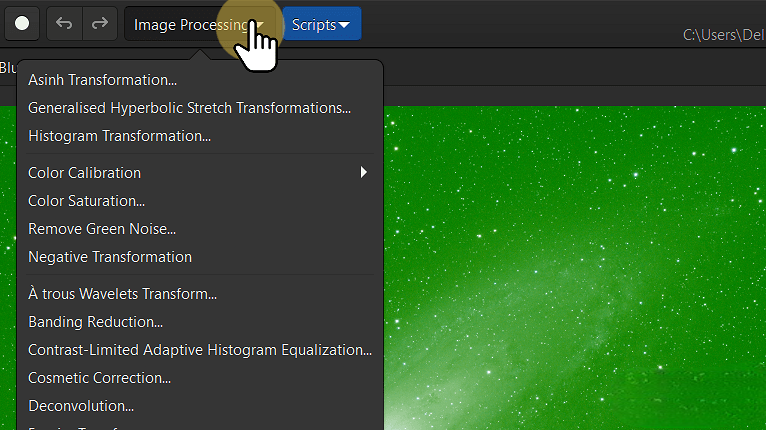 Image Processing
Scripts
C:\Users\Del
Blu
Asinh Transformation...
Generalised Hyperbolic Stretch Transformations...
Histogram Transformation...
Color Calibration
Color Saturation...
Remove Green Noise...
Negative Transformation
À trous Wavelets Transform...
Banding Reduction...
Contrast-Limited Adaptive Histogram Equalization...
Cosmetic Correction...
Deconvolution...